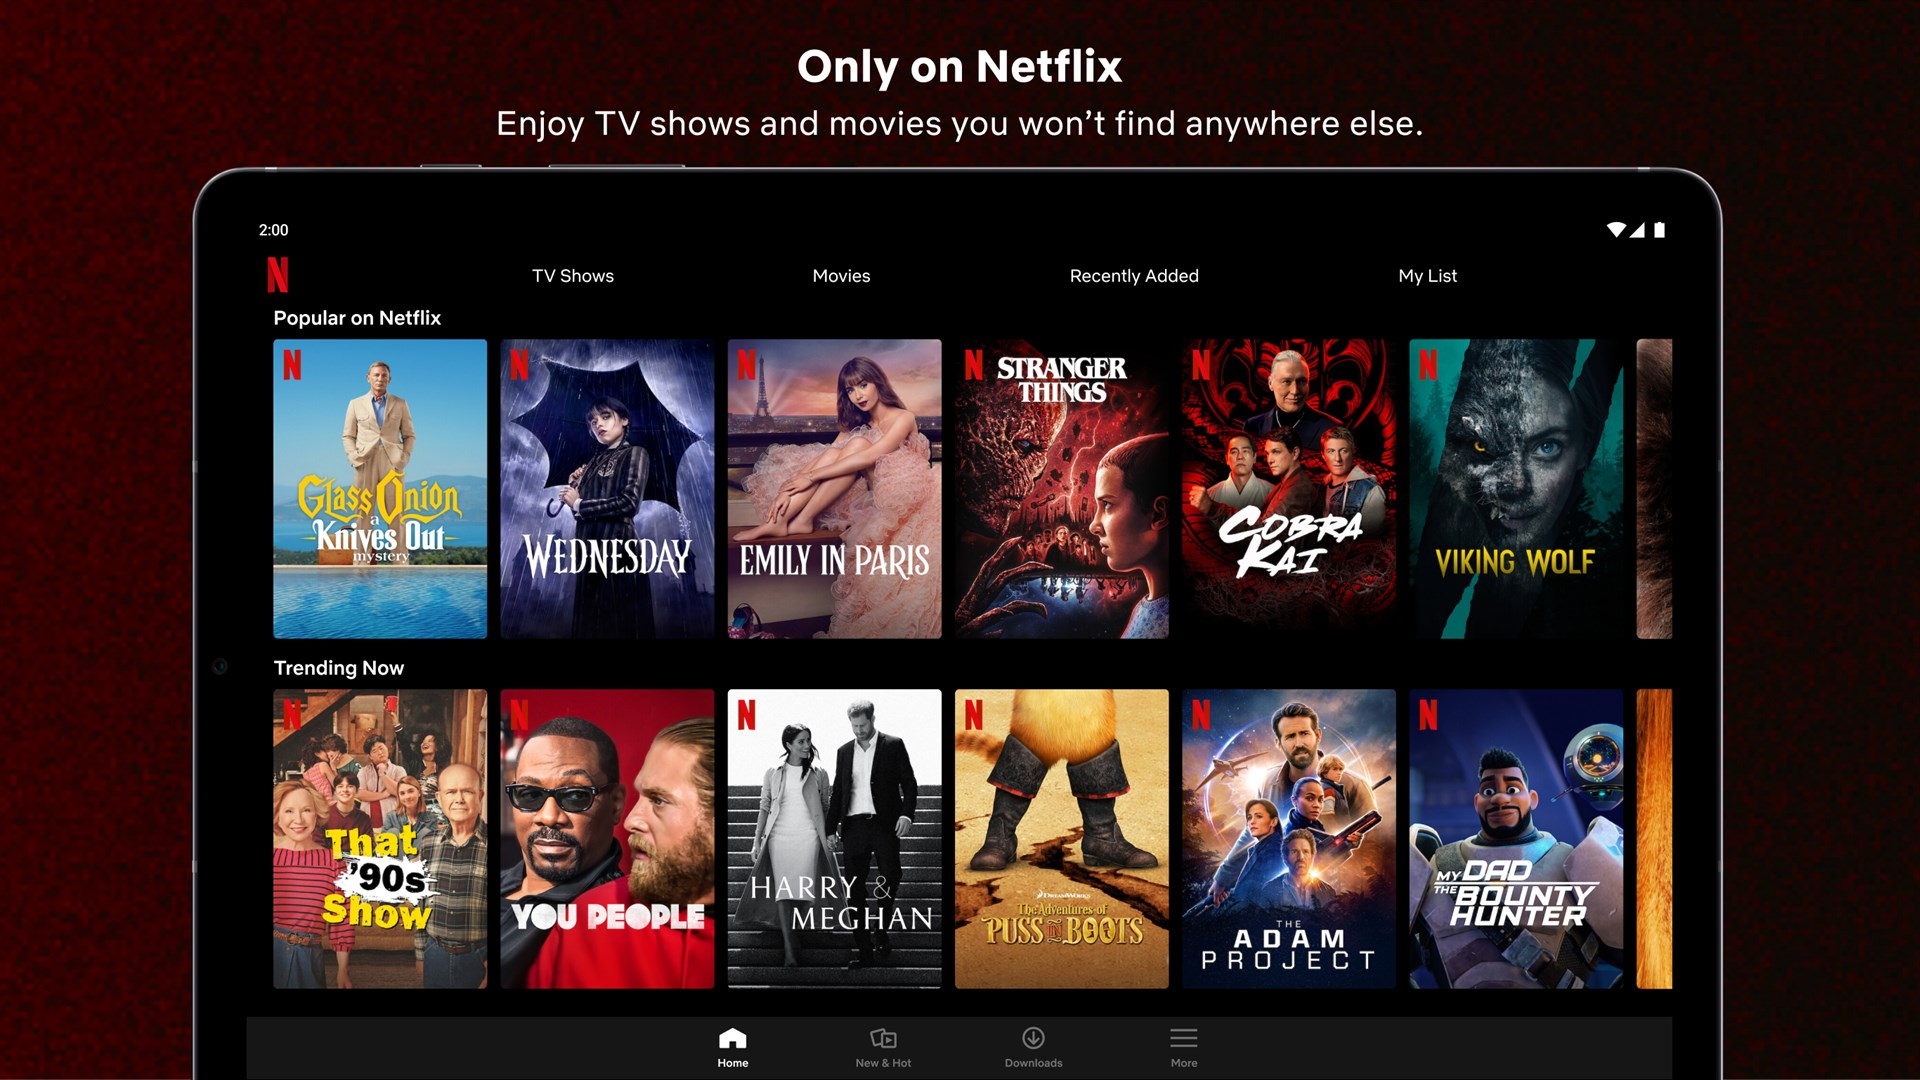 Only on Netflix
Enjoy TV shows and movies you won’t find anywhere else.
2:00
N
TV Shows
Movies
Recently Added
My List
Popular on Netflix
N
Glass Onion
a
Knives Out
mystery
N
WEDNESDAY
N
EMILY IN PARIS
N
STRANGER
THINGS
N
COBRA
KAI
N
VIKING WOLF
Trending Now
N
That
’90s
Show
N
YOU PEOPLE
N
HARRY &
MEGHAN
N
DREAMWORKS
The Adventures of
PUSS IN BOOTS
N
THE
ADAM
PROJECT
N
MY DAD
THE BOUNTY
HUNTER
Home
New & Hot
Downloads
More